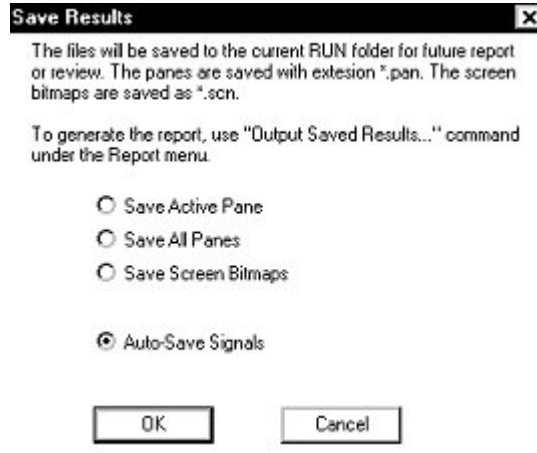 Save Results
The files will be saved to the current RUN folder for future report
or review. The panes are saved with extesion *.pan. The screen
bitmaps are saved as *.scn.
To generate the report, use "Output Saved Results..." command
under the Report menu.
Save Active Pane
Save All Panes
Save Screen Bitmaps
Auto-Save Signals
OK Cancel